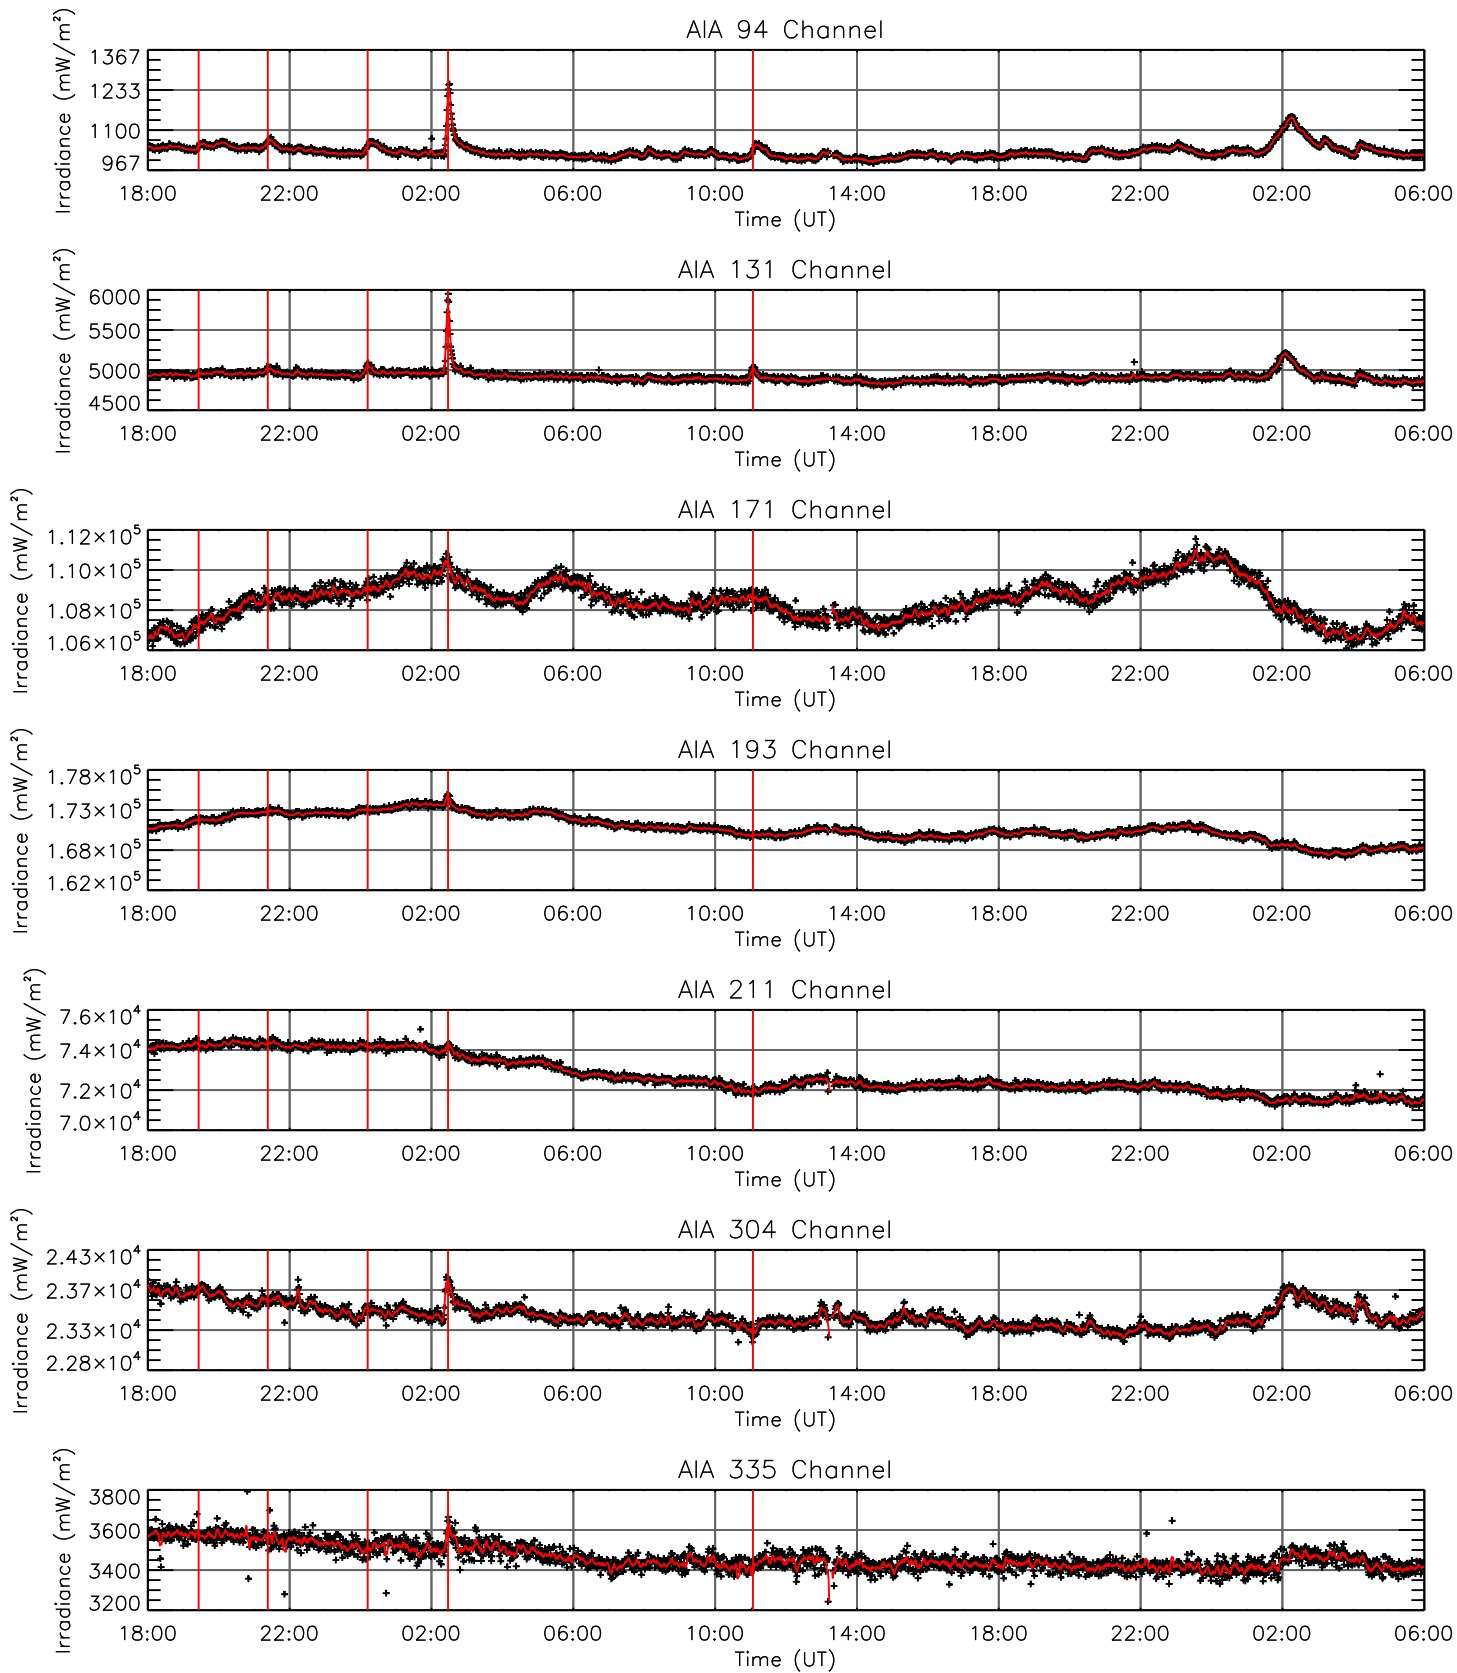 AIA 94 Channel
Irradiance (mW/m²)
1367
1233
1100
967
18:00 22:00 02:00 06:00 10:00 14:00 18:00 22:00 02:00 06:00
Time (UT)
AIA 131 Channel
Irradiance (mW/m²)
6000
5500
5000
4500
18:00 22:00 02:00 06:00 10:00 14:00 18:00 22:00 02:00 06:00
Time (UT)
AIA 171 Channel
Irradiance (mW/m²)
1.12×10⁵
1.10×10⁵
1.08×10⁵
1.06×10⁵
18:00 22:00 02:00 06:00 10:00 14:00 18:00 22:00 02:00 06:00
Time (UT)
AIA 193 Channel
Irradiance (mW/m²)
1.78×10⁵
1.73×10⁵
1.68×10⁵
1.62×10⁵
18:00 22:00 02:00 06:00 10:00 14:00 18:00 22:00 02:00 06:00
Time (UT)
AIA 211 Channel
Irradiance (mW/m²)
7.6×10⁴
7.4×10⁴
7.2×10⁴
7.0×10⁴
18:00 22:00 02:00 06:00 10:00 14:00 18:00 22:00 02:00 06:00
Time (UT)
AIA 304 Channel
Irradiance (mW/m²)
2.43×10⁴
2.37×10⁴
2.33×10⁴
2.28×10⁴
18:00 22:00 02:00 06:00 10:00 14:00 18:00 22:00 02:00 06:00
Time (UT)
AIA 335 Channel
Irradiance (mW/m²)
3800
3600
3400
3200
18:00 22:00 02:00 06:00 10:00 14:00 18:00 22:00 02:00 06:00
Time (UT)